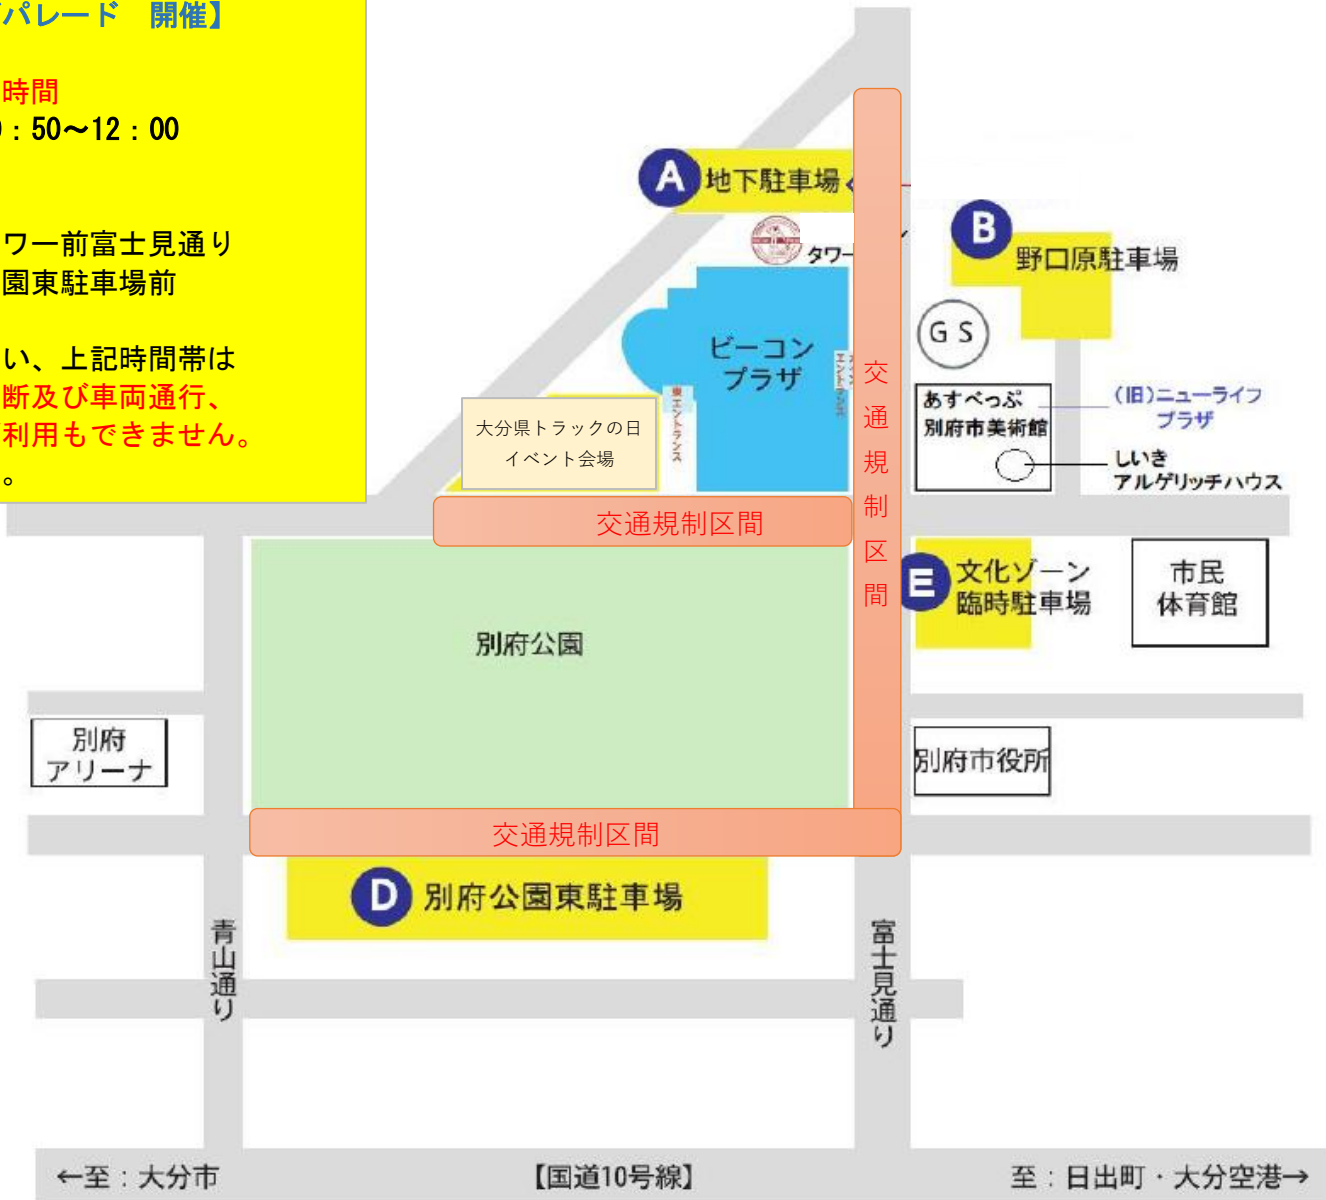 パレード　開催】
時間
：50～12：00
ワー前富士見通り
園東駐車場前
い、上記時間帯は
断及び車両通行、
利用もできません。
。
A 地下駐車場
タワー
B
野口原駐車場
GS
ビーコン
プラザ
東エントランス
大分県トラックの日
イベント会場
あすべっぷ
別府市美術館
(旧)ニューライフ
プラザ
しいき
アルゲリッチハウス
交通規制区間
交通規制区間
E 文化ゾーン
臨時駐車場
市民
体育館
別府公園
別府
アリーナ
別府市役所
交通規制区間
D 別府公園東駐車場
青山通り
富士見通り
←至：大分市
【国道10号線】
至：日出町・大分空港→